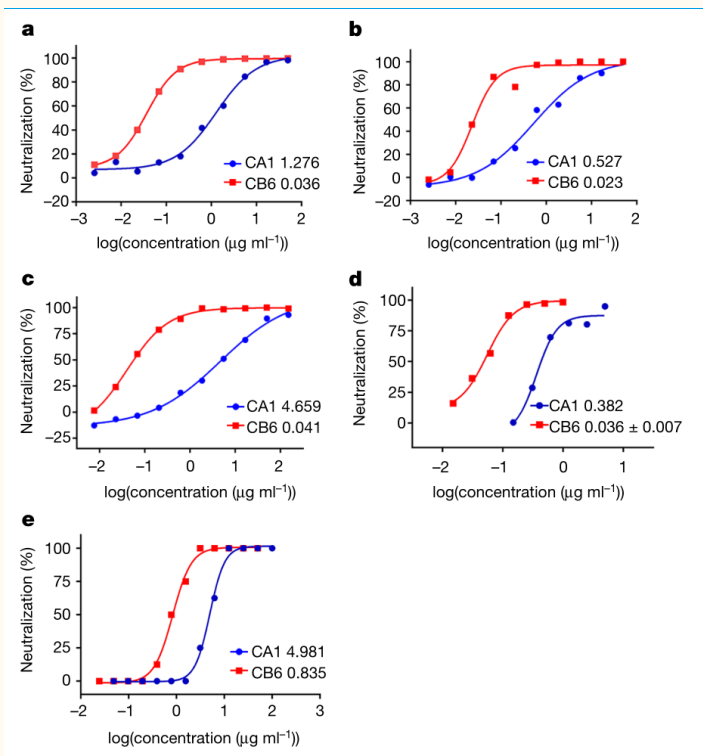 a
Neutralization (%)
100
80
60
40
20
0
−20
−3 −2 −1 0 1 2
log(concentration (μg ml⁻¹))
CA1 1.276
CB6 0.036
b
Neutralization (%)
100
80
60
40
20
0
−20
−3 −2 −1 0 1 2
log(concentration (μg ml⁻¹))
CA1 0.527
CB6 0.023
c
Neutralization (%)
100
75
50
25
0
−25
−2 −1 0 1 2
log(concentration (μg ml⁻¹))
CA1 4.659
CB6 0.041
d
Neutralization (%)
100
75
50
25
0
−2 −1 0 1
log(concentration (μg ml⁻¹))
CA1 0.382
CB6 0.036 ± 0.007
e
Neutralization (%)
100
75
50
25
0
−2 −1 0 1 2 3
log(concentration (μg ml⁻¹))
CA1 4.981
CB6 0.835